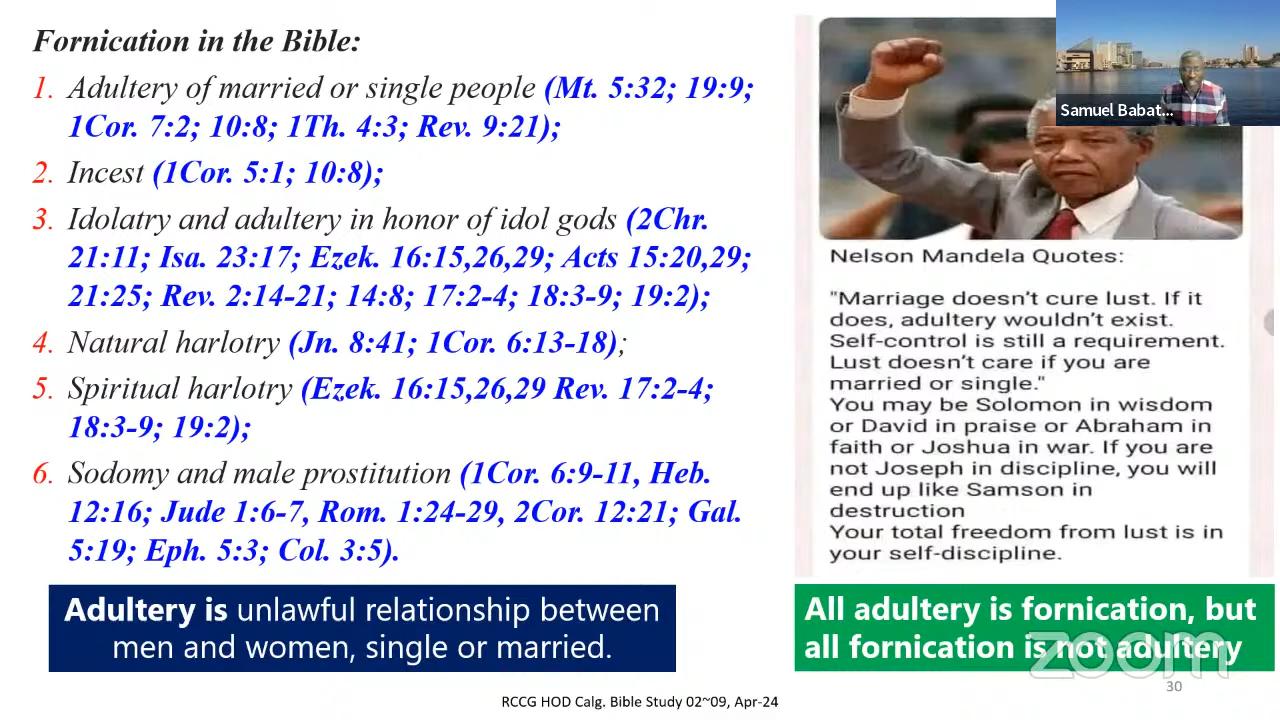 Fornication in the Bible:
1. Adultery of married or single people (Mt. 5:32; 19:9;
1Cor. 7:2; 10:8; 1Th. 4:3; Rev. 9:21);
2. Incest (1Cor. 5:1; 10:8);
3. Idolatry and adultery in honor of idol gods (2Chr.
21:11; Isa. 23:17; Ezek. 16:15,26,29; Acts 15:20,29;
21:25; Rev. 2:14-21; 14:8; 17:2-4; 18:3-9; 19:2);
4. Natural harlotry (Jn. 8:41; 1Cor. 6:13-18);
5. Spiritual harlotry (Ezek. 16:15,26,29 Rev. 17:2-4;
18:3-9; 19:2);
6. Sodomy and male prostitution (1Cor. 6:9-11, Heb.
12:16; Jude 1:6-7, Rom. 1:24-29, 2Cor. 12:21; Gal.
5:19; Eph. 5:3; Col. 3:5).
Adultery is unlawful relationship between
men and women, single or married.
Samuel Babat...
Nelson Mandela Quotes:
"Marriage doesn't cure lust. If it
does, adultery wouldn't exist.
Self-control is still a requirement.
Lust doesn't care if you are
married or single."
You may be Solomon in wisdom
or David in praise or Abraham in
faith or Joshua in war. If you are
not Joseph in discipline, you will
end up like Samson in
destruction
Your total freedom from lust is in
your self-discipline.
All adultery is fornication, but
all fornication is not adultery
zoom
30
RCCG HOD Calg. Bible Study 02~09, Apr-24